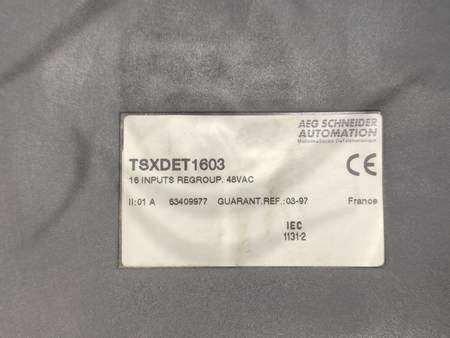 AEG SCHNEIDER
AUTOMATION
TSXDET1603
16 INPUTS REGROUP. 48VAC
CE
II:01 A 63409977 GUARANT.REF.:03-97 France
IEC
1131-2